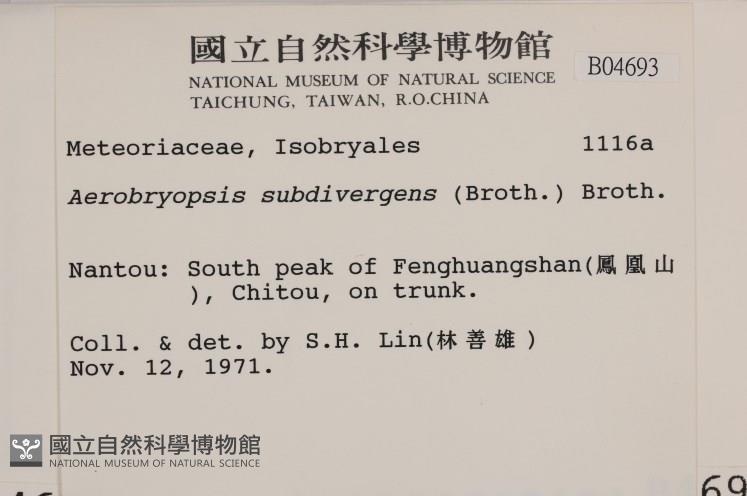 國立自然科學博物館
NATIONAL MUSEUM OF NATURAL SCIENCE
TAICHUNG, TAIWAN, R.O.CHINA
B04693
Meteoriaceae, Isobryales 1116a
Aerobryopsis subdivergens (Broth.) Broth.
Nantou: South peak of Fenghuangshan(鳳凰山
), Chitou, on trunk.
Coll. & det. by S.H. Lin(林善雄)
Nov. 12, 1971.
國立自然科學博物館
NATIONAL MUSEUM OF NATURAL SCIENCE
69